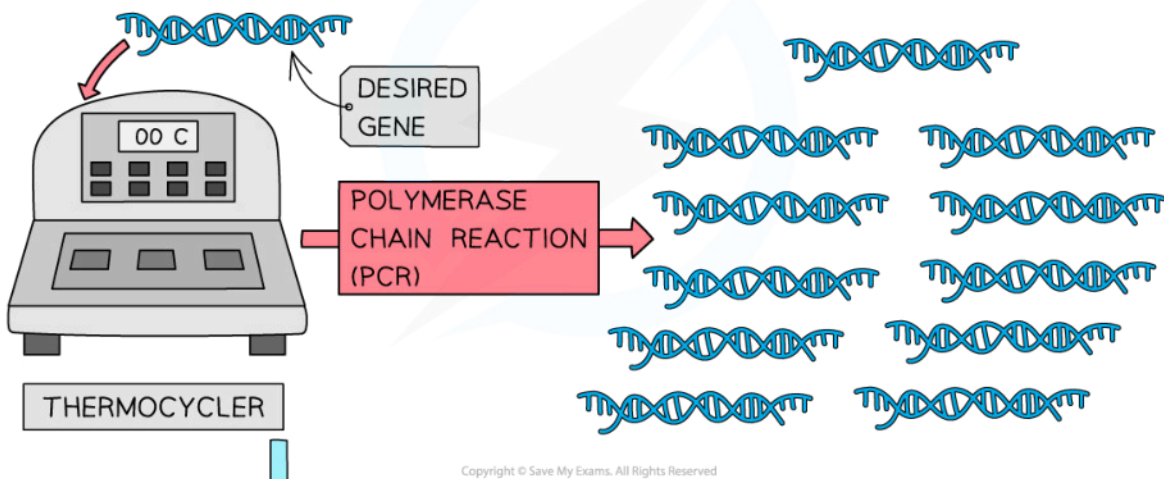 00 C
DESIRED
GENE
POLYMERASE
CHAIN REACTION
(PCR)
THERMOCYCLER
Copyright © Save My Exams. All Rights Reserved